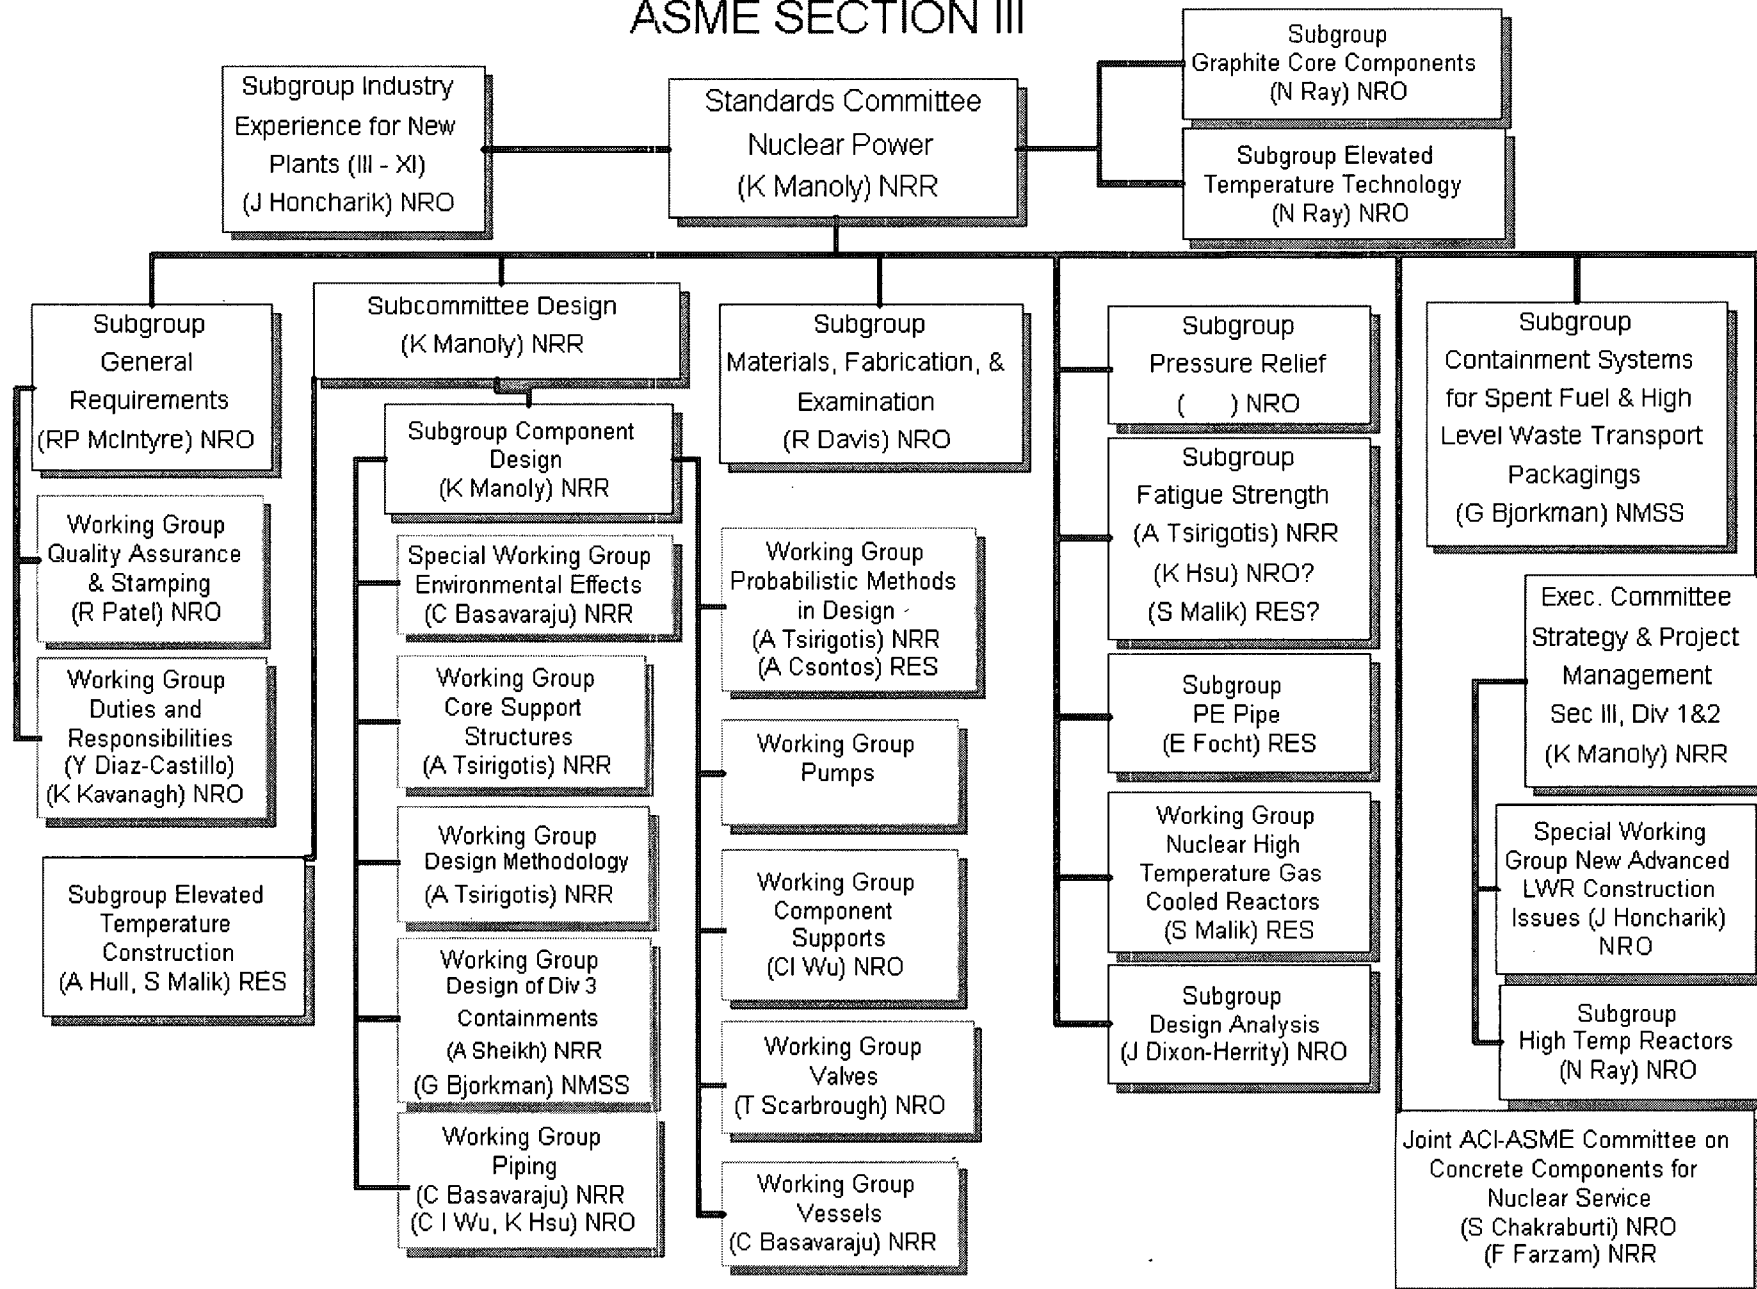 ASME SECTION III
Subgroup Industry
Experience for New
Plants (III - XI)
(J Honcharik) NRO
Standards Committee
Nuclear Power
(K Manoly) NRR
Subgroup
Graphite Core Components
(N Ray) NRO
Subgroup Elevated
Temperature Technology
(N Ray) NRO
Subgroup
General
Requirements
(RP McIntyre) NRO
Working Group
Quality Assurance
& Stamping
(R Patel) NRO
Working Group
Duties and
Responsibilities
(Y Diaz-Castillo)
(K Kavanagh) NRO
Subcommittee Design
(K Manoly) NRR
Subgroup Elevated
Temperature
Construction
(A Hull, S Malik) RES
Subgroup Component
Design
(K Manoly) NRR
Special Working Group
Environmental Effects
(C Basavaraju) NRR
Working Group
Core Support
Structures
(A Tsirigotis) NRR
Working Group
Design Methodology
(A Tsirigotis) NRR
Working Group
Design of Div 3
Containments
(A Sheikh) NRR
(G Bjorkman) NMSS
Working Group
Piping
(C Basavaraju) NRR
(C I Wu, K Hsu) NRO
Working Group
Probabilistic Methods
in Design
(A Tsirigotis) NRR
(A Csontos) RES
Working Group
Pumps
Working Group
Component
Supports
(CI Wu) NRO
Working Group
Valves
(T Scarbrough) NRO
Working Group
Vessels
(C Basavaraju) NRR
Subgroup
Materials, Fabrication, &
Examination
(R Davis) NRO
Subgroup
Pressure Relief
( ) NRO
Subgroup
Fatigue Strength
(A Tsirigotis) NRR
(K Hsu) NRO?
(S Malik) RES?
Subgroup
PE Pipe
(E Focht) RES
Working Group
Nuclear High
Temperature Gas
Cooled Reactors
(S Malik) RES
Subgroup
Design Analysis
(J Dixon-Herrity) NRO
Subgroup
Containment Systems
for Spent Fuel & High
Level Waste Transport
Packagings
(G Bjorkman) NMSS
Exec. Committee
Strategy & Project
Management
Sec III, Div 1&2
(K Manoly) NRR
Special Working
Group New Advanced
LWR Construction
Issues (J Honcharik)
NRO
Subgroup
High Temp Reactors
(N Ray) NRO
Joint ACI-ASME Committee on
Concrete Components for
Nuclear Service
(S Chakraburti) NRO
(F Farzam) NRR